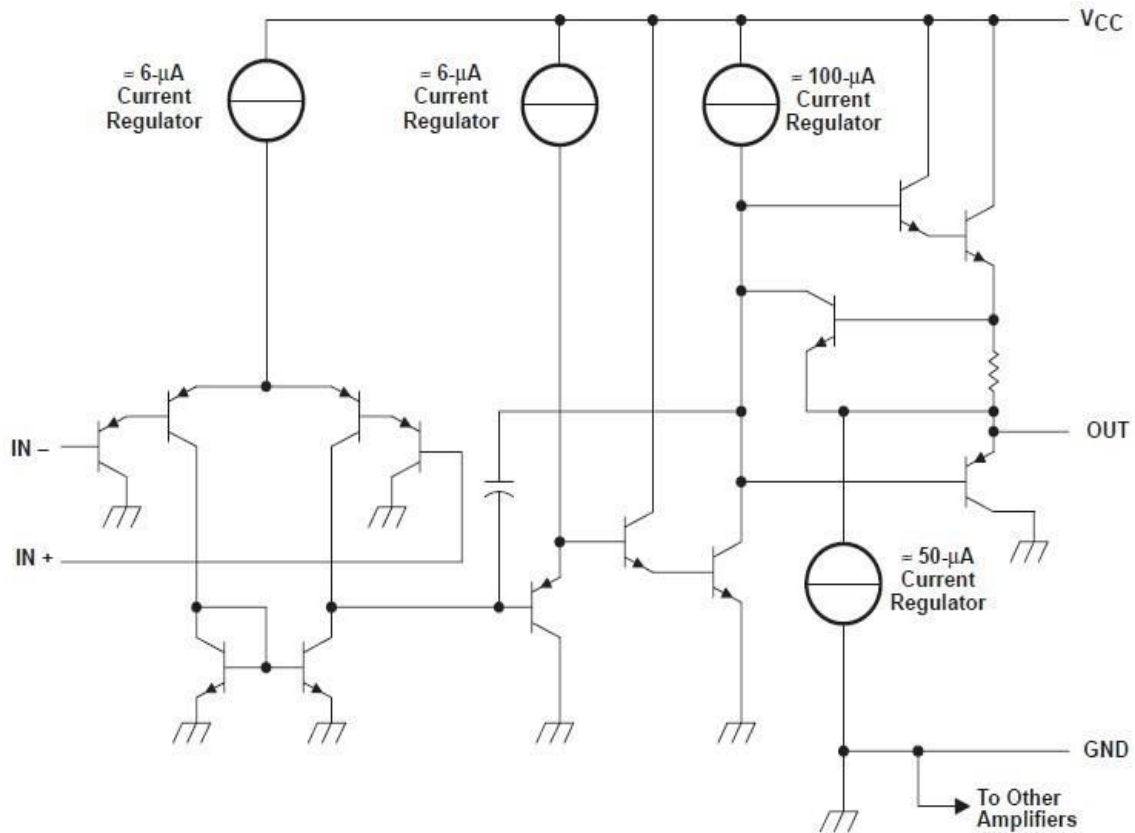 VCC
≈ 6-μA
Current
Regulator
≈ 6-μA
Current
Regulator
≈ 100-μA
Current
Regulator
IN –
OUT
IN +
≈ 50-μA
Current
Regulator
GND
To Other
Amplifiers